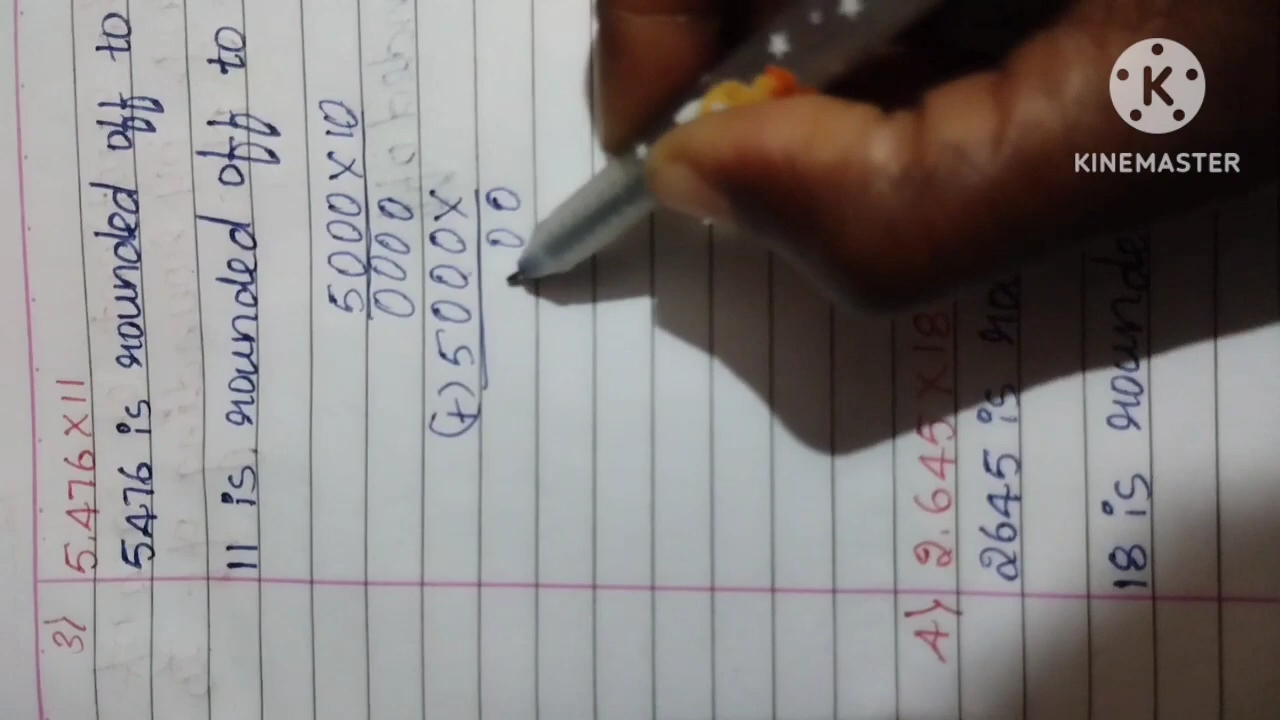 3) 5,476 X 11
5476 is rounded off to
11 is rounded off to
5000 X 10
0000
(+) 5000 X
00
4) 2,645 X 18
2645 is
18 is rounde
KINEMASTER